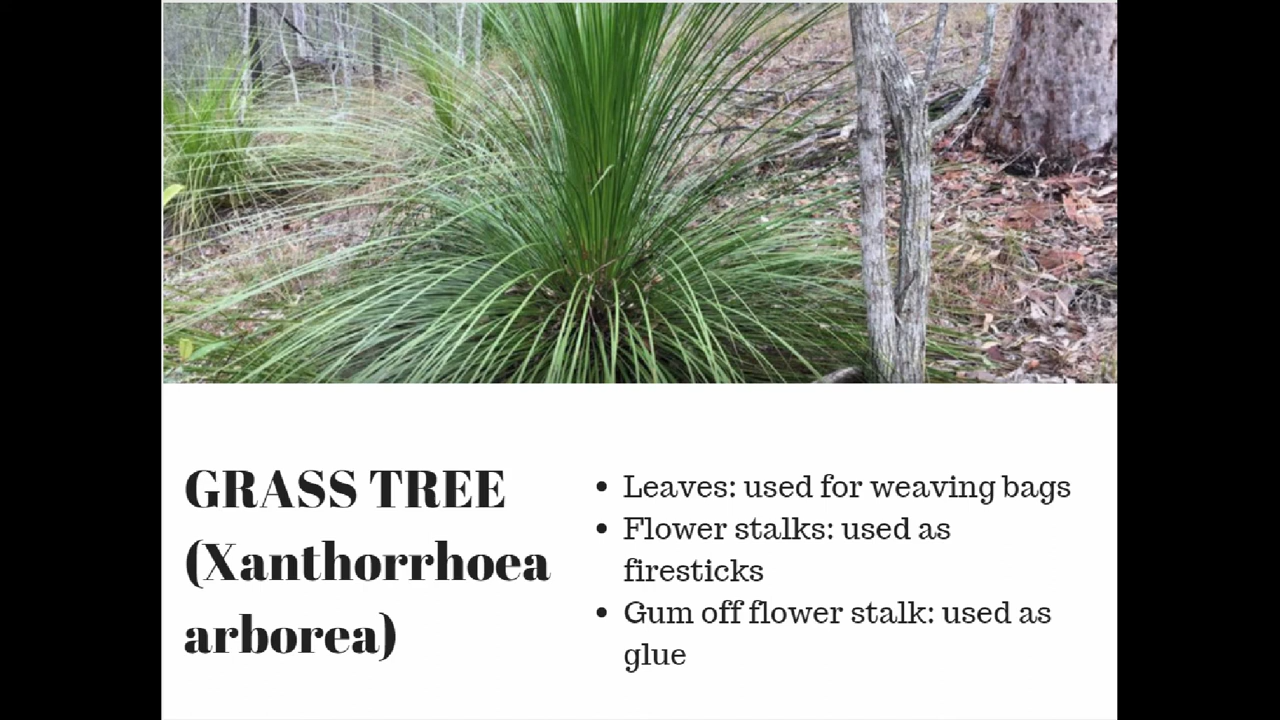 GRASS TREE
(Xanthorrhoea
arborea)
• Leaves: used for weaving bags
• Flower stalks: used as
firesticks
• Gum off flower stalk: used as
glue